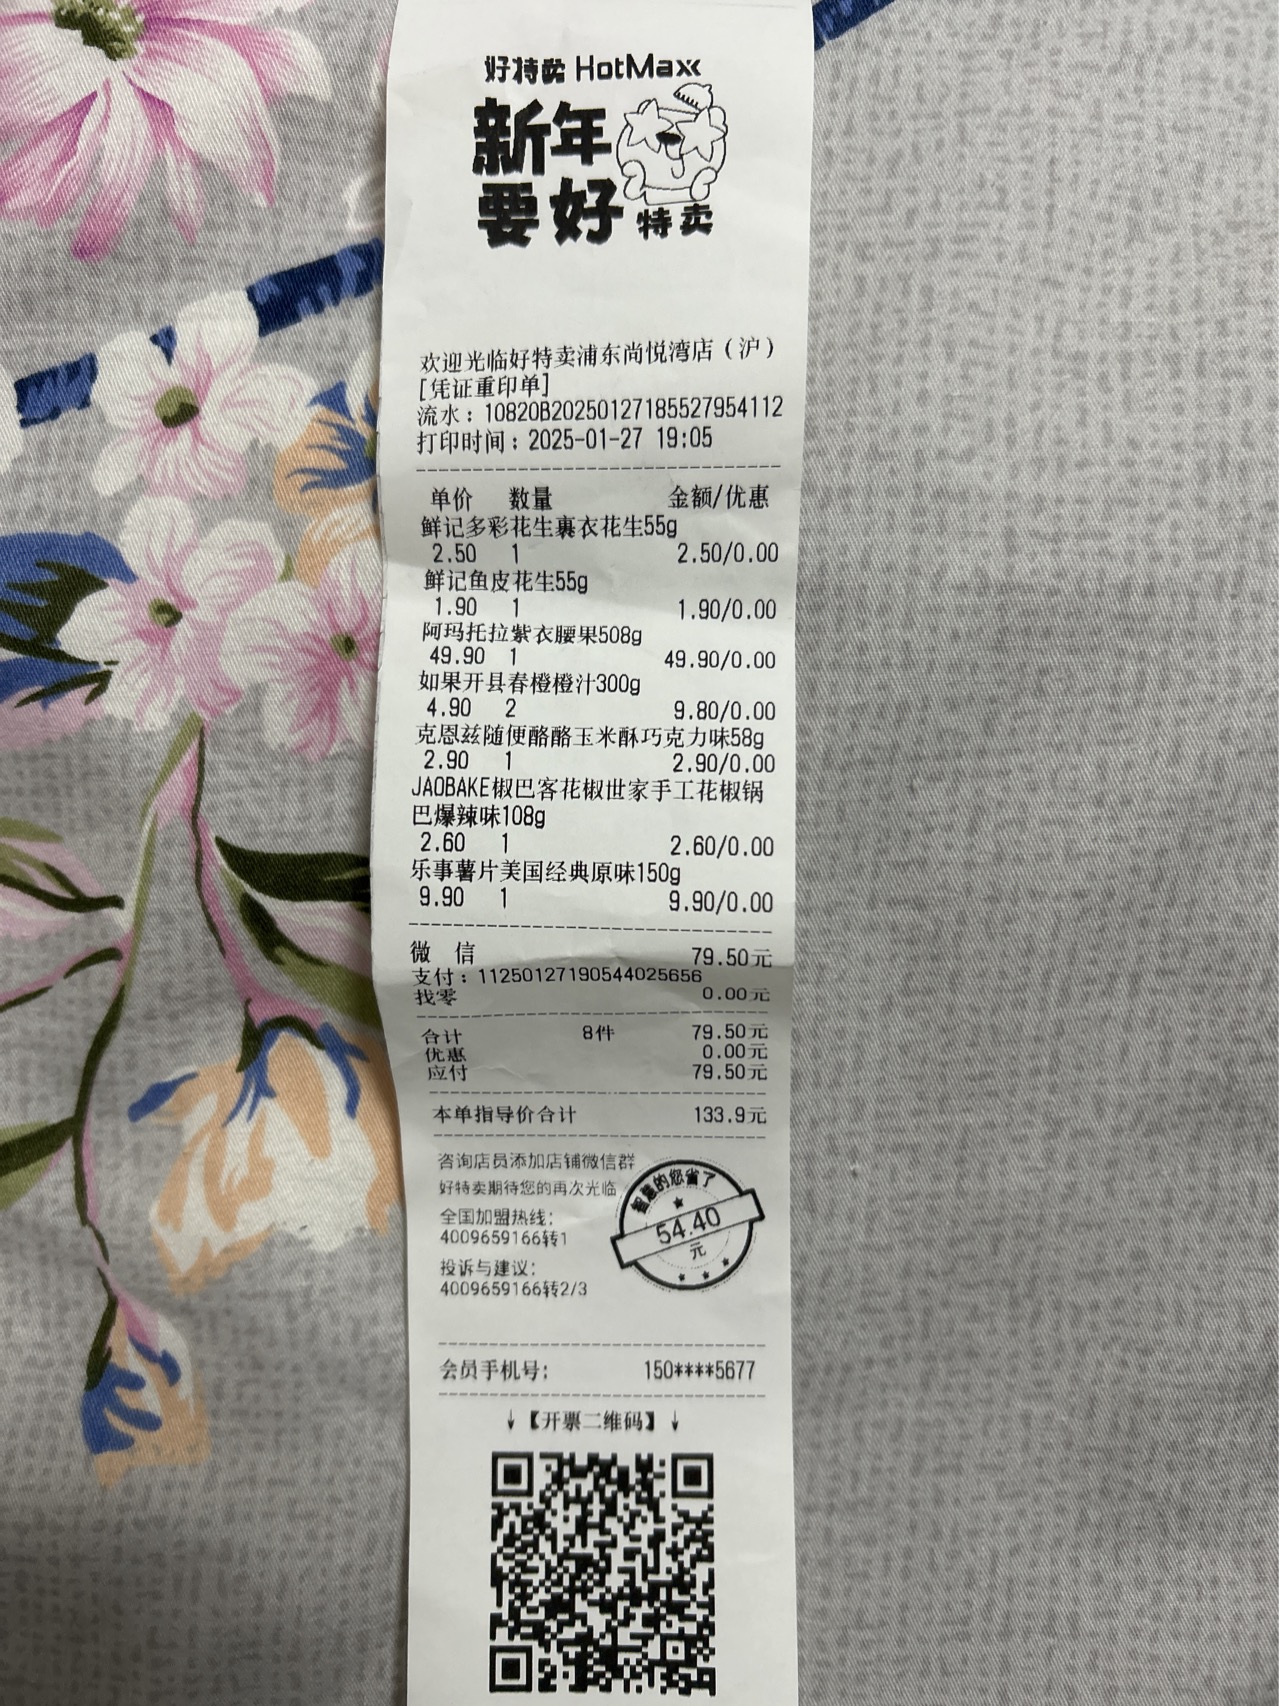 好特卖 HotMaxx
新年
要好特卖
欢迎光临好特卖浦东尚悦湾店（沪）
[凭证重印单]
流水：10820B20250127185527954112
打印时间：2025-01-27 19:05
单价 数量 金额/优惠
鲜记多彩花生裹衣花生55g
2.50 1 2.50/0.00
鲜记鱼皮花生55g
1.90 1 1.90/0.00
阿玛托拉紫衣腰果508g
49.90 1 49.90/0.00
如果开县春橙橙汁300g
4.90 2 9.80/0.00
克恩兹随便酪酪玉米酥巧克力味58g
2.90 1 2.90/0.00
JAOBAKE椒巴客花椒世家手工花椒锅
巴爆辣味108g
2.60 1 2.60/0.00
乐事薯片美国经典原味150g
9.90 1 9.90/0.00
微 信 79.50元
支付：11250127190544025656
找零 0.00元
合计 8件 79.50元
优惠 0.00元
应付 79.50元
本单指导价合计 133.9元
咨询店员添加店铺微信群
好特卖期待您的再次光临
全国加盟热线：
4009659166转1
投诉与建议：
4009659166转2/3
智慧的您省了
54.40
元
会员手机号： 150****5677
↓【开票二维码】↓